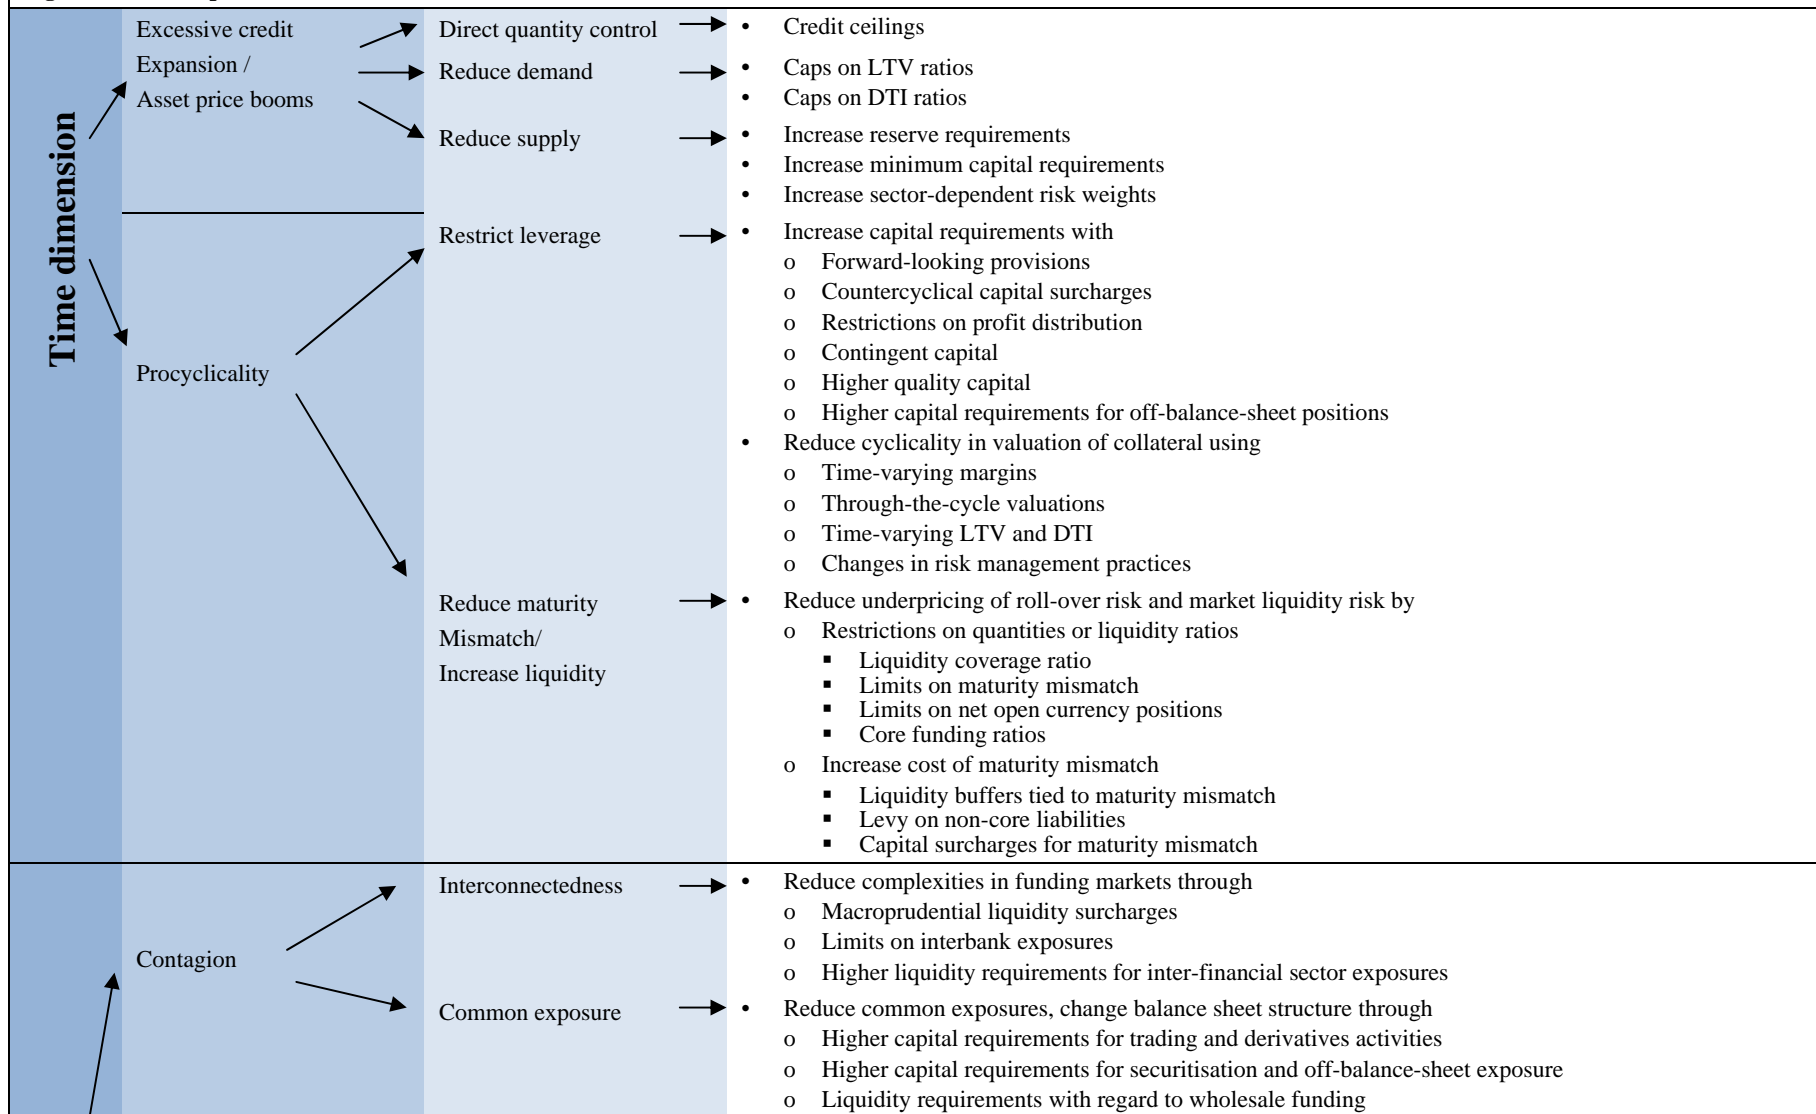 Time dimension
Excessive credit
Expansion /
Asset price booms
Direct quantity control
• Credit ceilings
Reduce demand
• Caps on LTV ratios
• Caps on DTI ratios
Reduce supply
• Increase reserve requirements
• Increase minimum capital requirements
• Increase sector-dependent risk weights
Procyclicality
Restrict leverage
• Increase capital requirements with
o Forward-looking provisions
o Countercyclical capital surcharges
o Restrictions on profit distribution
o Contingent capital
o Higher quality capital
o Higher capital requirements for off-balance-sheet positions
• Reduce cyclicality in valuation of collateral using
o Time-varying margins
o Through-the-cycle valuations
o Time-varying LTV and DTI
o Changes in risk management practices
Reduce maturity
Mismatch/
Increase liquidity
• Reduce underpricing of roll-over risk and market liquidity risk by
o Restrictions on quantities or liquidity ratios
▪ Liquidity coverage ratio
▪ Limits on maturity mismatch
▪ Limits on net open currency positions
▪ Core funding ratios
o Increase cost of maturity mismatch
▪ Liquidity buffers tied to maturity mismatch
▪ Levy on non-core liabilities
▪ Capital surcharges for maturity mismatch
Contagion
Interconnectedness
• Reduce complexities in funding markets through
o Macroprudential liquidity surcharges
o Limits on interbank exposures
o Higher liquidity requirements for inter-financial sector exposures
Common exposure
• Reduce common exposures, change balance sheet structure through
o Higher capital requirements for trading and derivatives activities
o Higher capital requirements for securitisation and off-balance-sheet exposure
o Liquidity requirements with regard to wholesale funding